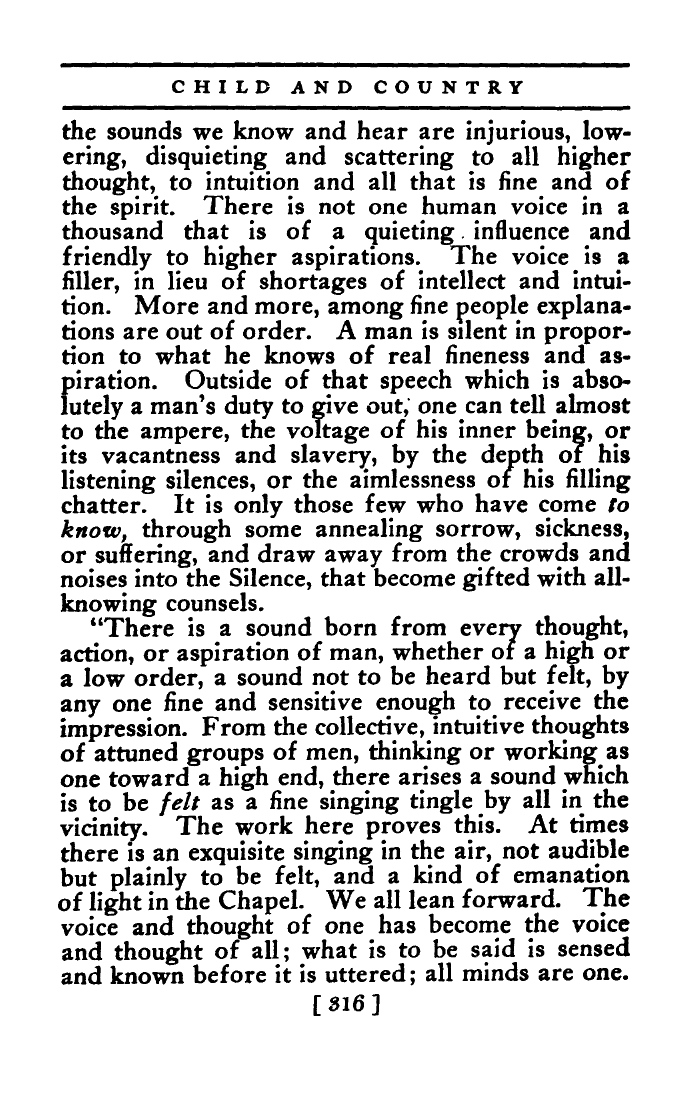 CHILD AND COUNTRY
the sounds we know and hear are injurious, low-
ering, disquieting and scattering to all higher
thought, to intuition and all that is fine and of
the spirit. There is not one human voice in a
thousand that is of a quieting influence and
friendly to higher aspirations. The voice is a
filler, in lieu of shortages of intellect and intui-
tion. More and more, among fine people explana-
tions are out of order. A man is silent in propor-
tion to what he knows of real fineness and as-
piration. Outside of that speech which is abso-
lutely a man's duty to give out, one can tell almost
to the ampere, the voltage of his inner being, or
its vacantness and slavery, by the depth of his
listening silences, or the aimlessness of his filling
chatter. It is only those few who have come to
know, through some annealing sorrow, sickness,
or suffering, and draw away from the crowds and
noises into the Silence, that become gifted with all-
knowing counsels.
"There is a sound born from every thought,
action, or aspiration of man, whether of a high or
a low order, a sound not to be heard but felt, by
any one fine and sensitive enough to receive the
impression. From the collective, intuitive thoughts
of attuned groups of men, thinking or working as
one toward a high end, there arises a sound which
is to be felt as a fine singing tingle by all in the
vicinity. The work here proves this. At times
there is an exquisite singing in the air, not audible
but plainly to be felt, and a kind of emanation
of light in the Chapel. We all lean forward. The
voice and thought of one has become the voice
and thought of all; what is to be said is sensed
and known before it is uttered; all minds are one.
[316]